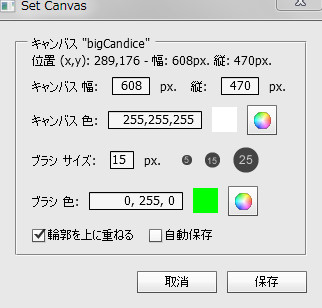 Set Canvas
キャンバス "bigCandice"
位置 (x,y): 289,176 - 幅: 608px. 縦: 470px.
キャンバス 幅: 608 px. 縦: 470 px.
キャンバス 色: 255,255,255
ブラシ サイズ: 15 px. 5 15 25
ブラシ 色: 0, 255, 0
輪郭を上に重ねる 自動保存
取消 保存